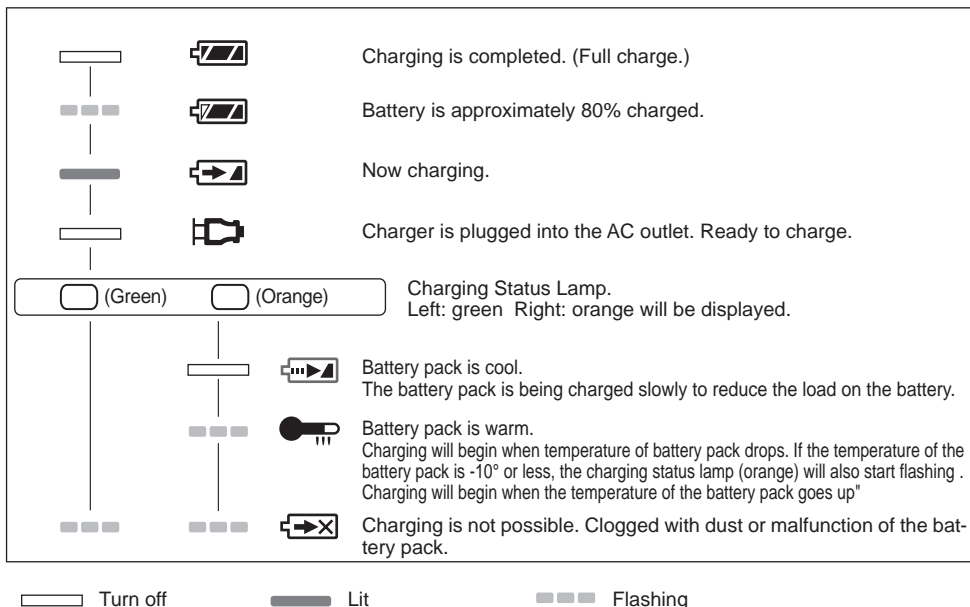 Charging is completed. (Full charge.)
Battery is approximately 80% charged.
Now charging.
Charger is plugged into the AC outlet. Ready to charge.
(Green) (Orange)
Charging Status Lamp.
Left: green Right: orange will be displayed.
Battery pack is cool.
The battery pack is being charged slowly to reduce the load on the battery.
Battery pack is warm.
Charging will begin when temperature of battery pack drops. If the temperature of the
battery pack is -10° or less, the charging status lamp (orange) will also start flashing .
Charging will begin when the temperature of the battery pack goes up"
Charging is not possible. Clogged with dust or malfunction of the bat-
tery pack.
Turn off Lit Flashing